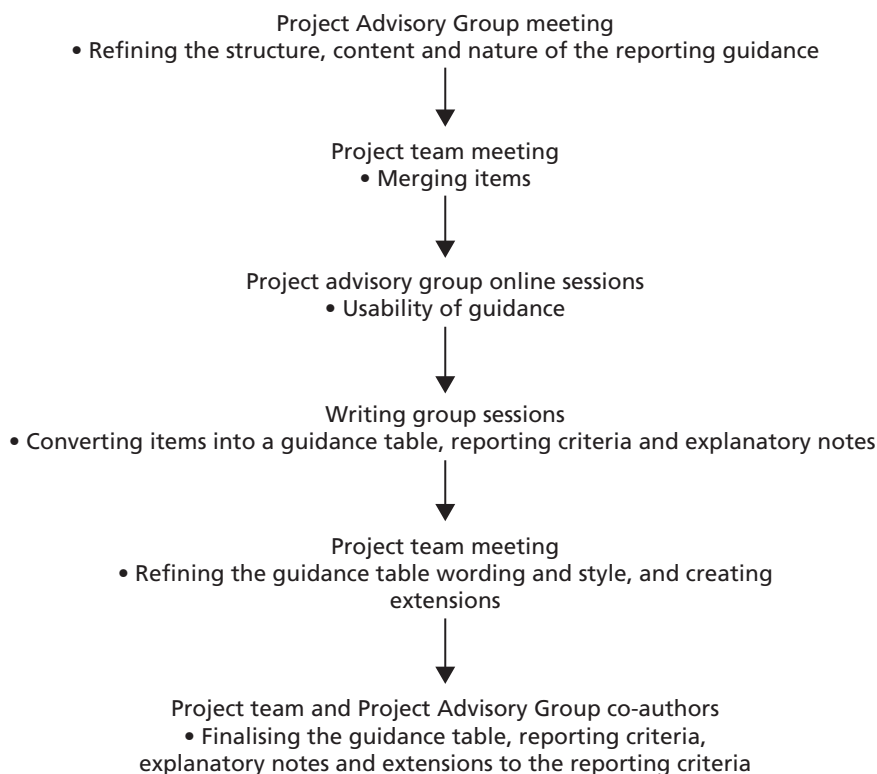 Project Advisory Group meeting
• Refining the structure, content and nature of the reporting guidance
Project team meeting
• Merging items
Project advisory group online sessions
• Usability of guidance
Writing group sessions
• Converting items into a guidance table, reporting criteria and explanatory notes
Project team meeting
• Refining the guidance table wording and style, and creating
extensions
Project team and Project Advisory Group co-authors
• Finalising the guidance table, reporting criteria,
explanatory notes and extensions to the reporting criteria